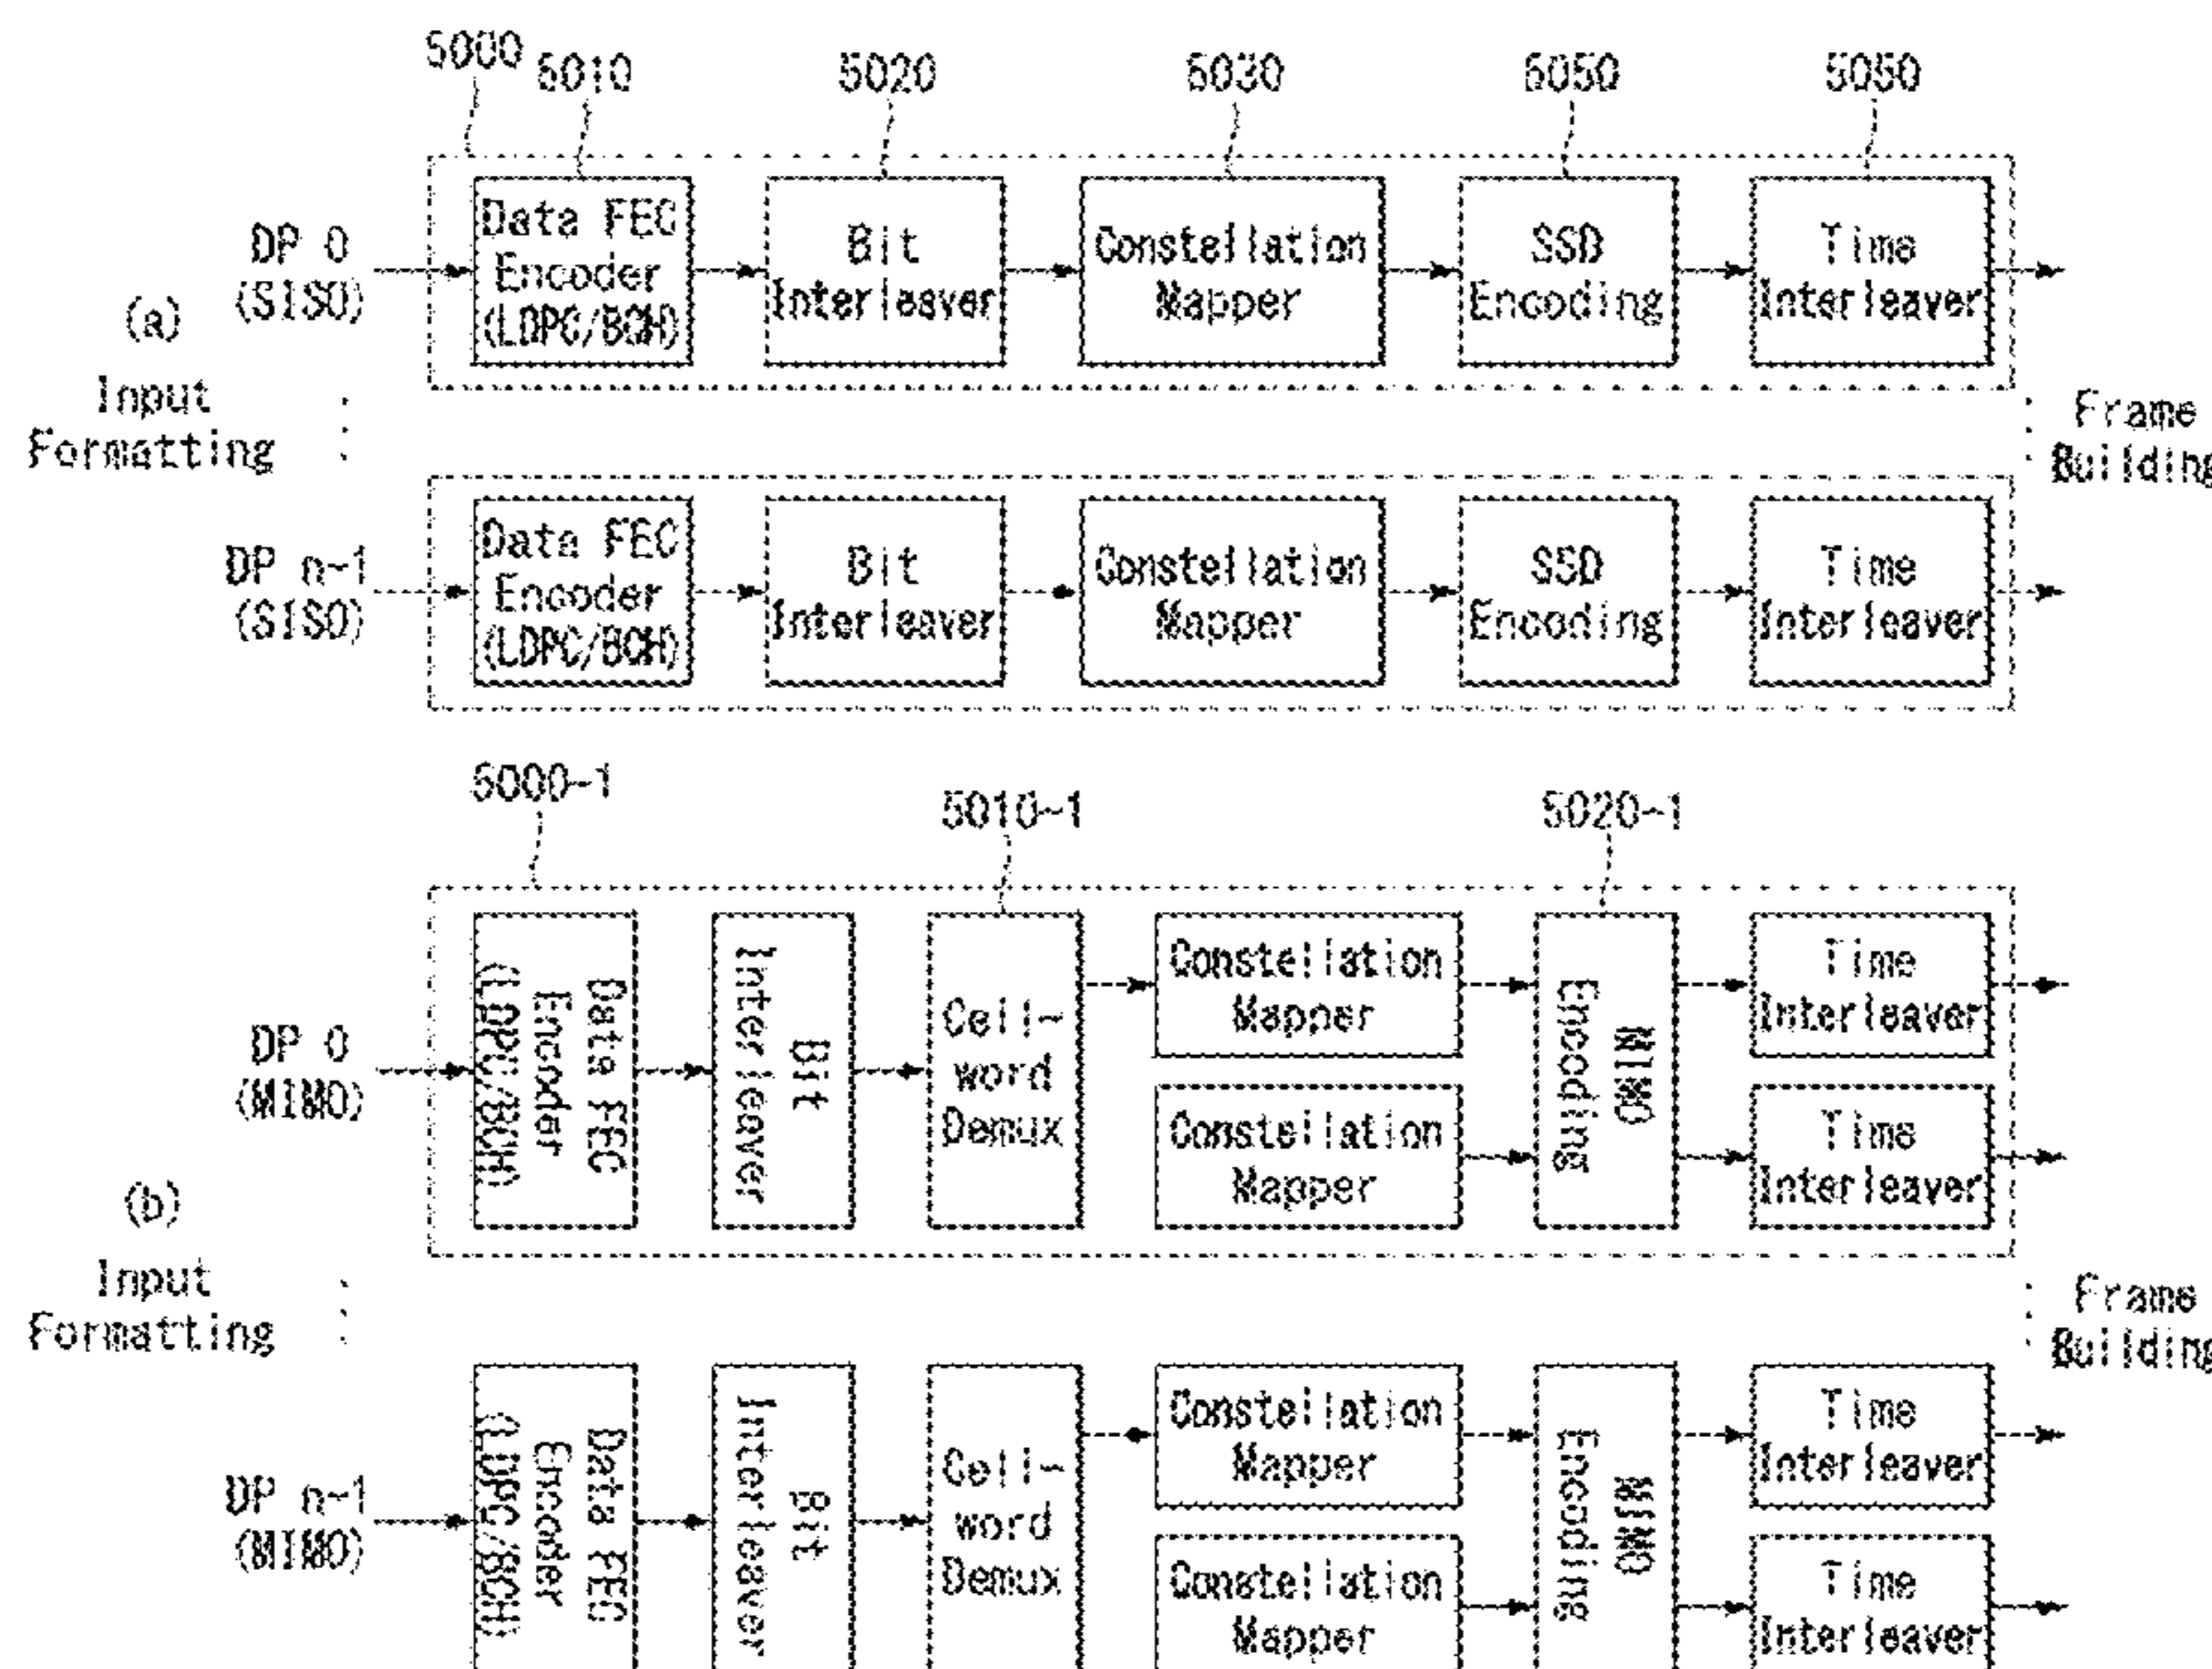 5000 5010 5020 5030 5050 5050
DP 0
(SISO)
Data FEC
Encoder
(LDPC/BCH)
Bit
Interleaver
Constellation
Mapper
SSD
Encoding
Time
Interleaver
(a)
Input
Formatting
Frame
Building
DP n-1
(SISO)
Data FEC
Encoder
(LDPC/BCH)
Bit
Interleaver
Constellation
Mapper
SSD
Encoding
Time
Interleaver
5000-1 5010-1 5020-1
DP 0
(MIMO)
Data FEC
Encoder
(LDPC/BCH)
Bit
Interleaver
Cell-
word
Demux
Constellation
Mapper
Constellation
Mapper
MIMO
Encoding
Time
Interleaver
Time
Interleaver
(b)
Input
Formatting
Frame
Building
DP n-1
(MIMO)
Data FEC
Encoder
(LDPC/BCH)
Bit
Interleaver
Cell-
word
Demux
Constellation
Mapper
Constellation
Mapper
MIMO
Encoding
Time
Interleaver
Time
Interleaver